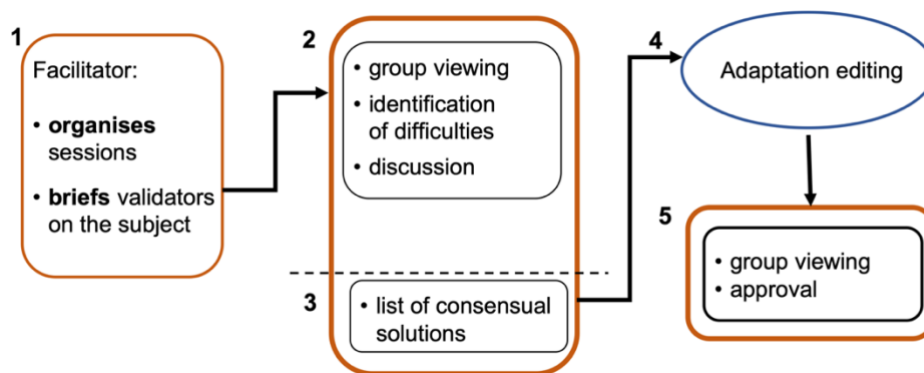 1
Facilitator:
• organises
sessions
• briefs validators
on the subject
2
• group viewing
• identification
of difficulties
• discussion
3
• list of consensual
solutions
4
Adaptation editing
5
• group viewing
• approval